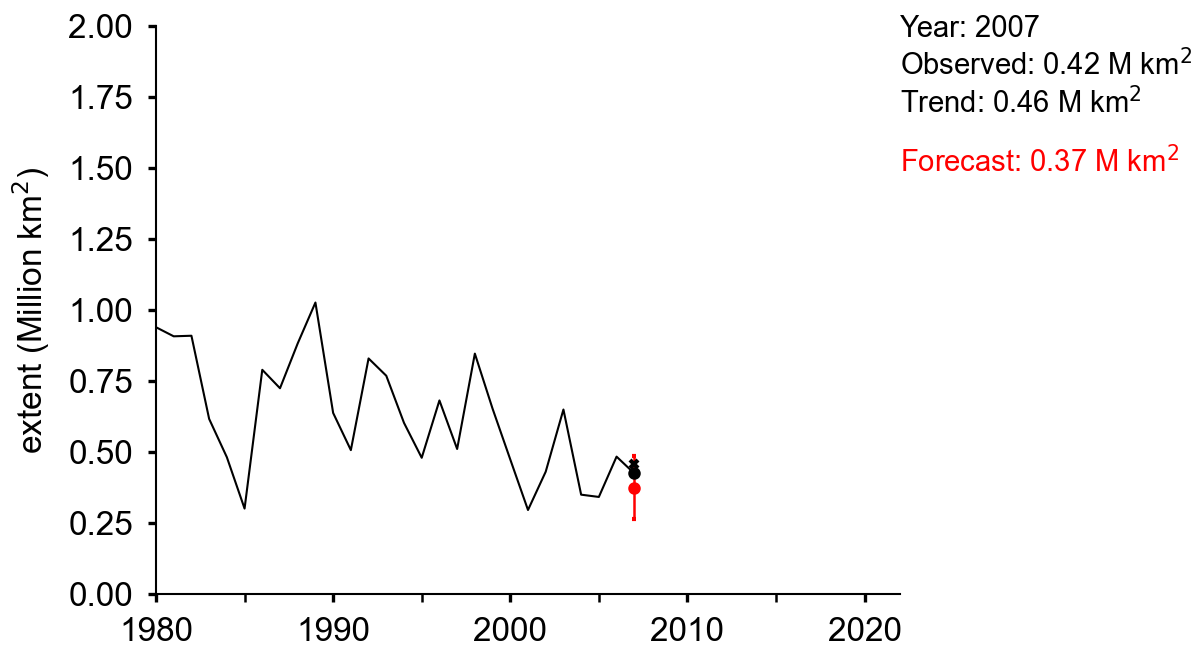 2.00
1.75
1.50
1.25
1.00
0.75
0.50
0.25
0.00
extent (Million km²)
1980
1990
2000
2010
2020
Year: 2007
Observed: 0.42 M km²
Trend: 0.46 M km²
Forecast: 0.37 M km²